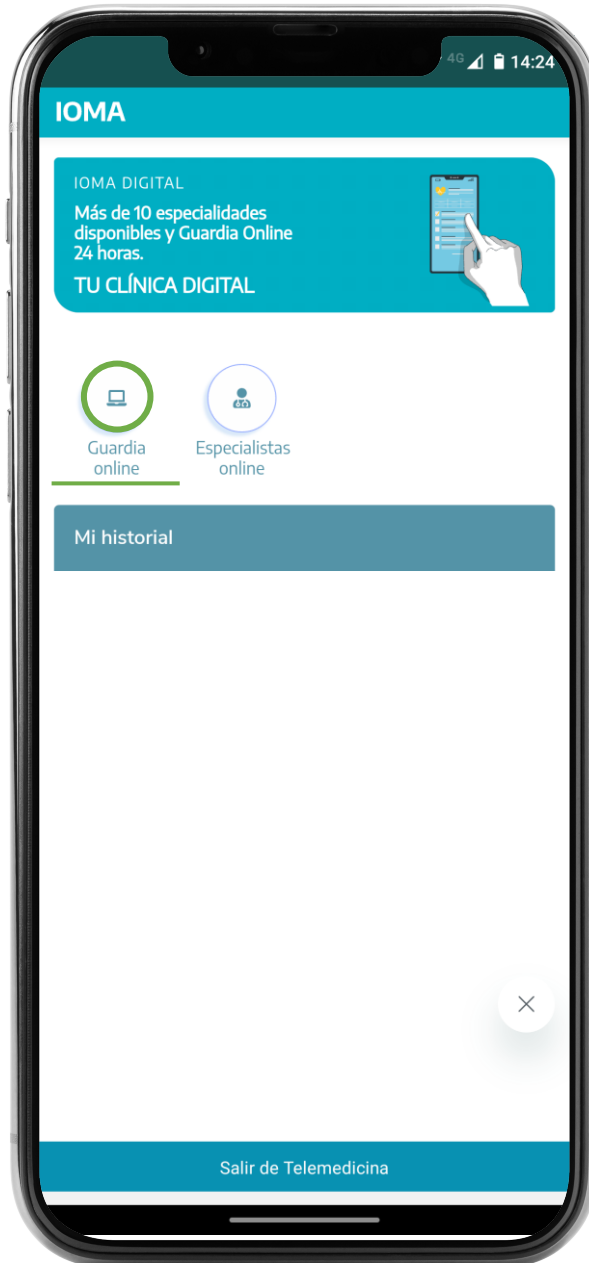 4G 14:24
IOMA
IOMA DIGITAL
Más de 10 especialidades
disponibles y Guardia Online
24 horas.
TU CLÍNICA DIGITAL
Guardia
online
Especialistas
online
Mi historial
Salir de Telemedicina